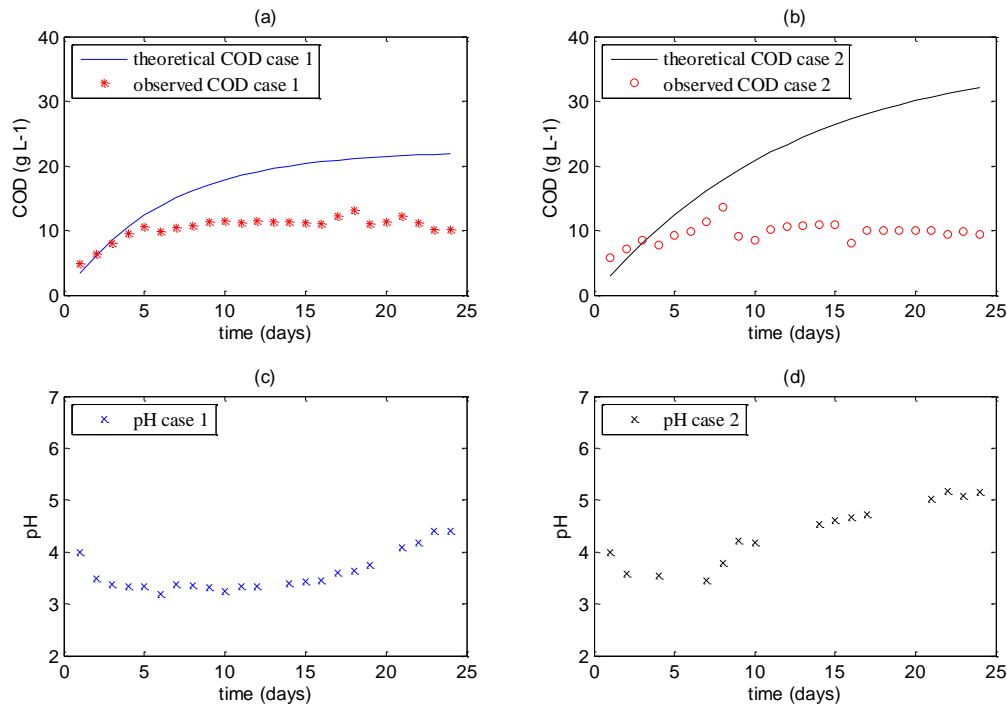 (a)
40
30
20
10
0
COD (g L-1)
theoretical COD case 1
observed COD case 1
0 5 10 15 20 25
time (days)
(b)
40
30
20
10
0
COD (g L-1)
theoretical COD case 2
observed COD case 2
0 5 10 15 20 25
time (days)
(c)
7
6
5
4
3
2
pH
pH case 1
0 5 10 15 20 25
time (days)
(d)
7
6
5
4
3
2
pH
pH case 2
0 5 10 15 20 25
time (days)